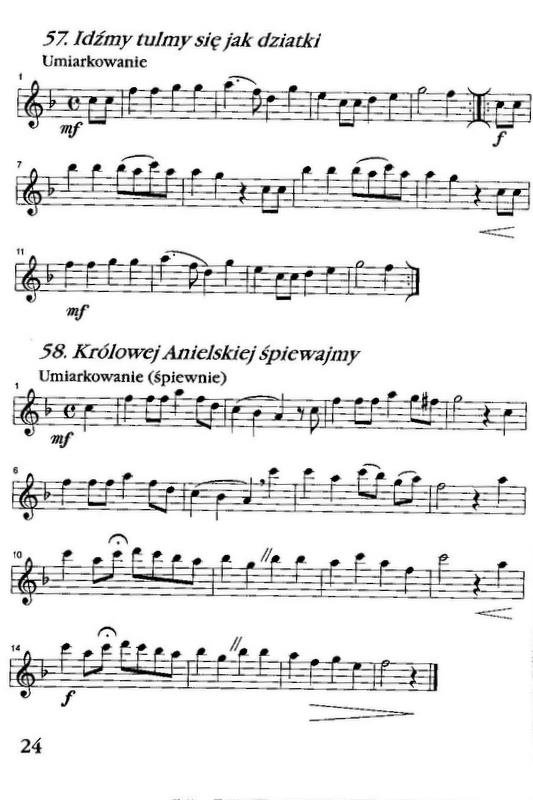 57. Idźmy tulmy się jak dziatki
Umiarkowanie
1
mf
f
7
11
mf
58. Królowej Anielskiej śpiewajmy
Umiarkowanie (śpiewnie)
1
mf
6
10
14
f
24